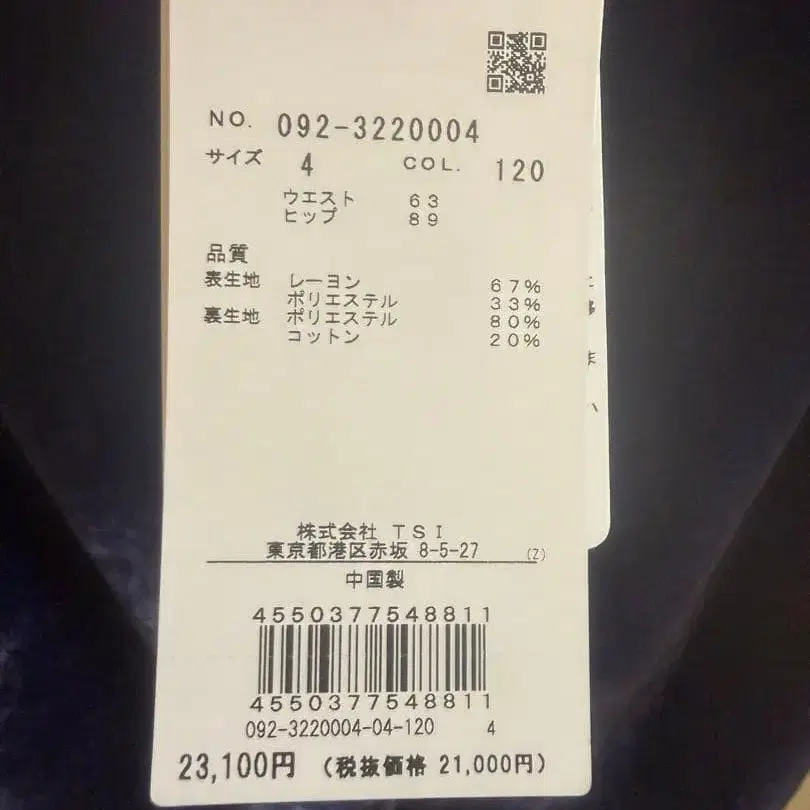 NO. 092-3220004
サイズ 4 COL. 120
ウエスト 63
ヒップ 89
品質
表生地 レーヨン 67%
ポリエステル 33%
裏生地 ポリエステル 80%
コットン 20%
株式会社 TSI
東京都港区赤坂 8-5-27 (Z)
中国製
4550377548811
4550377548811
092-3220004-04-120 4
23,100円 (税抜価格 21,000円)